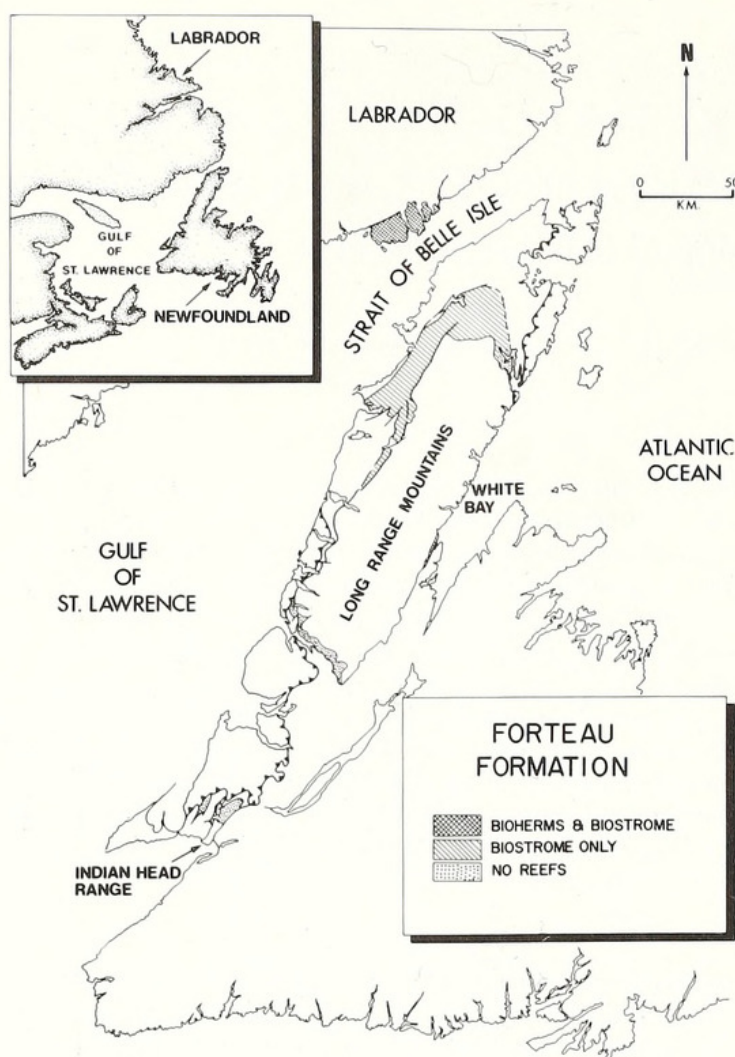 LABRADOR
GULF
OF
ST. LAWRENCE
NEWFOUNDLAND
LABRADOR
N
0 50
KM.
STRAIT OF BELLE ISLE
ATLANTIC
OCEAN
WHITE
BAY
LONG RANGE MOUNTAINS
GULF
OF
ST. LAWRENCE
INDIAN HEAD
RANGE
FORTEAU
FORMATION
BIOHERMS & BIOSTROME
BIOSTROME ONLY
NO REEFS